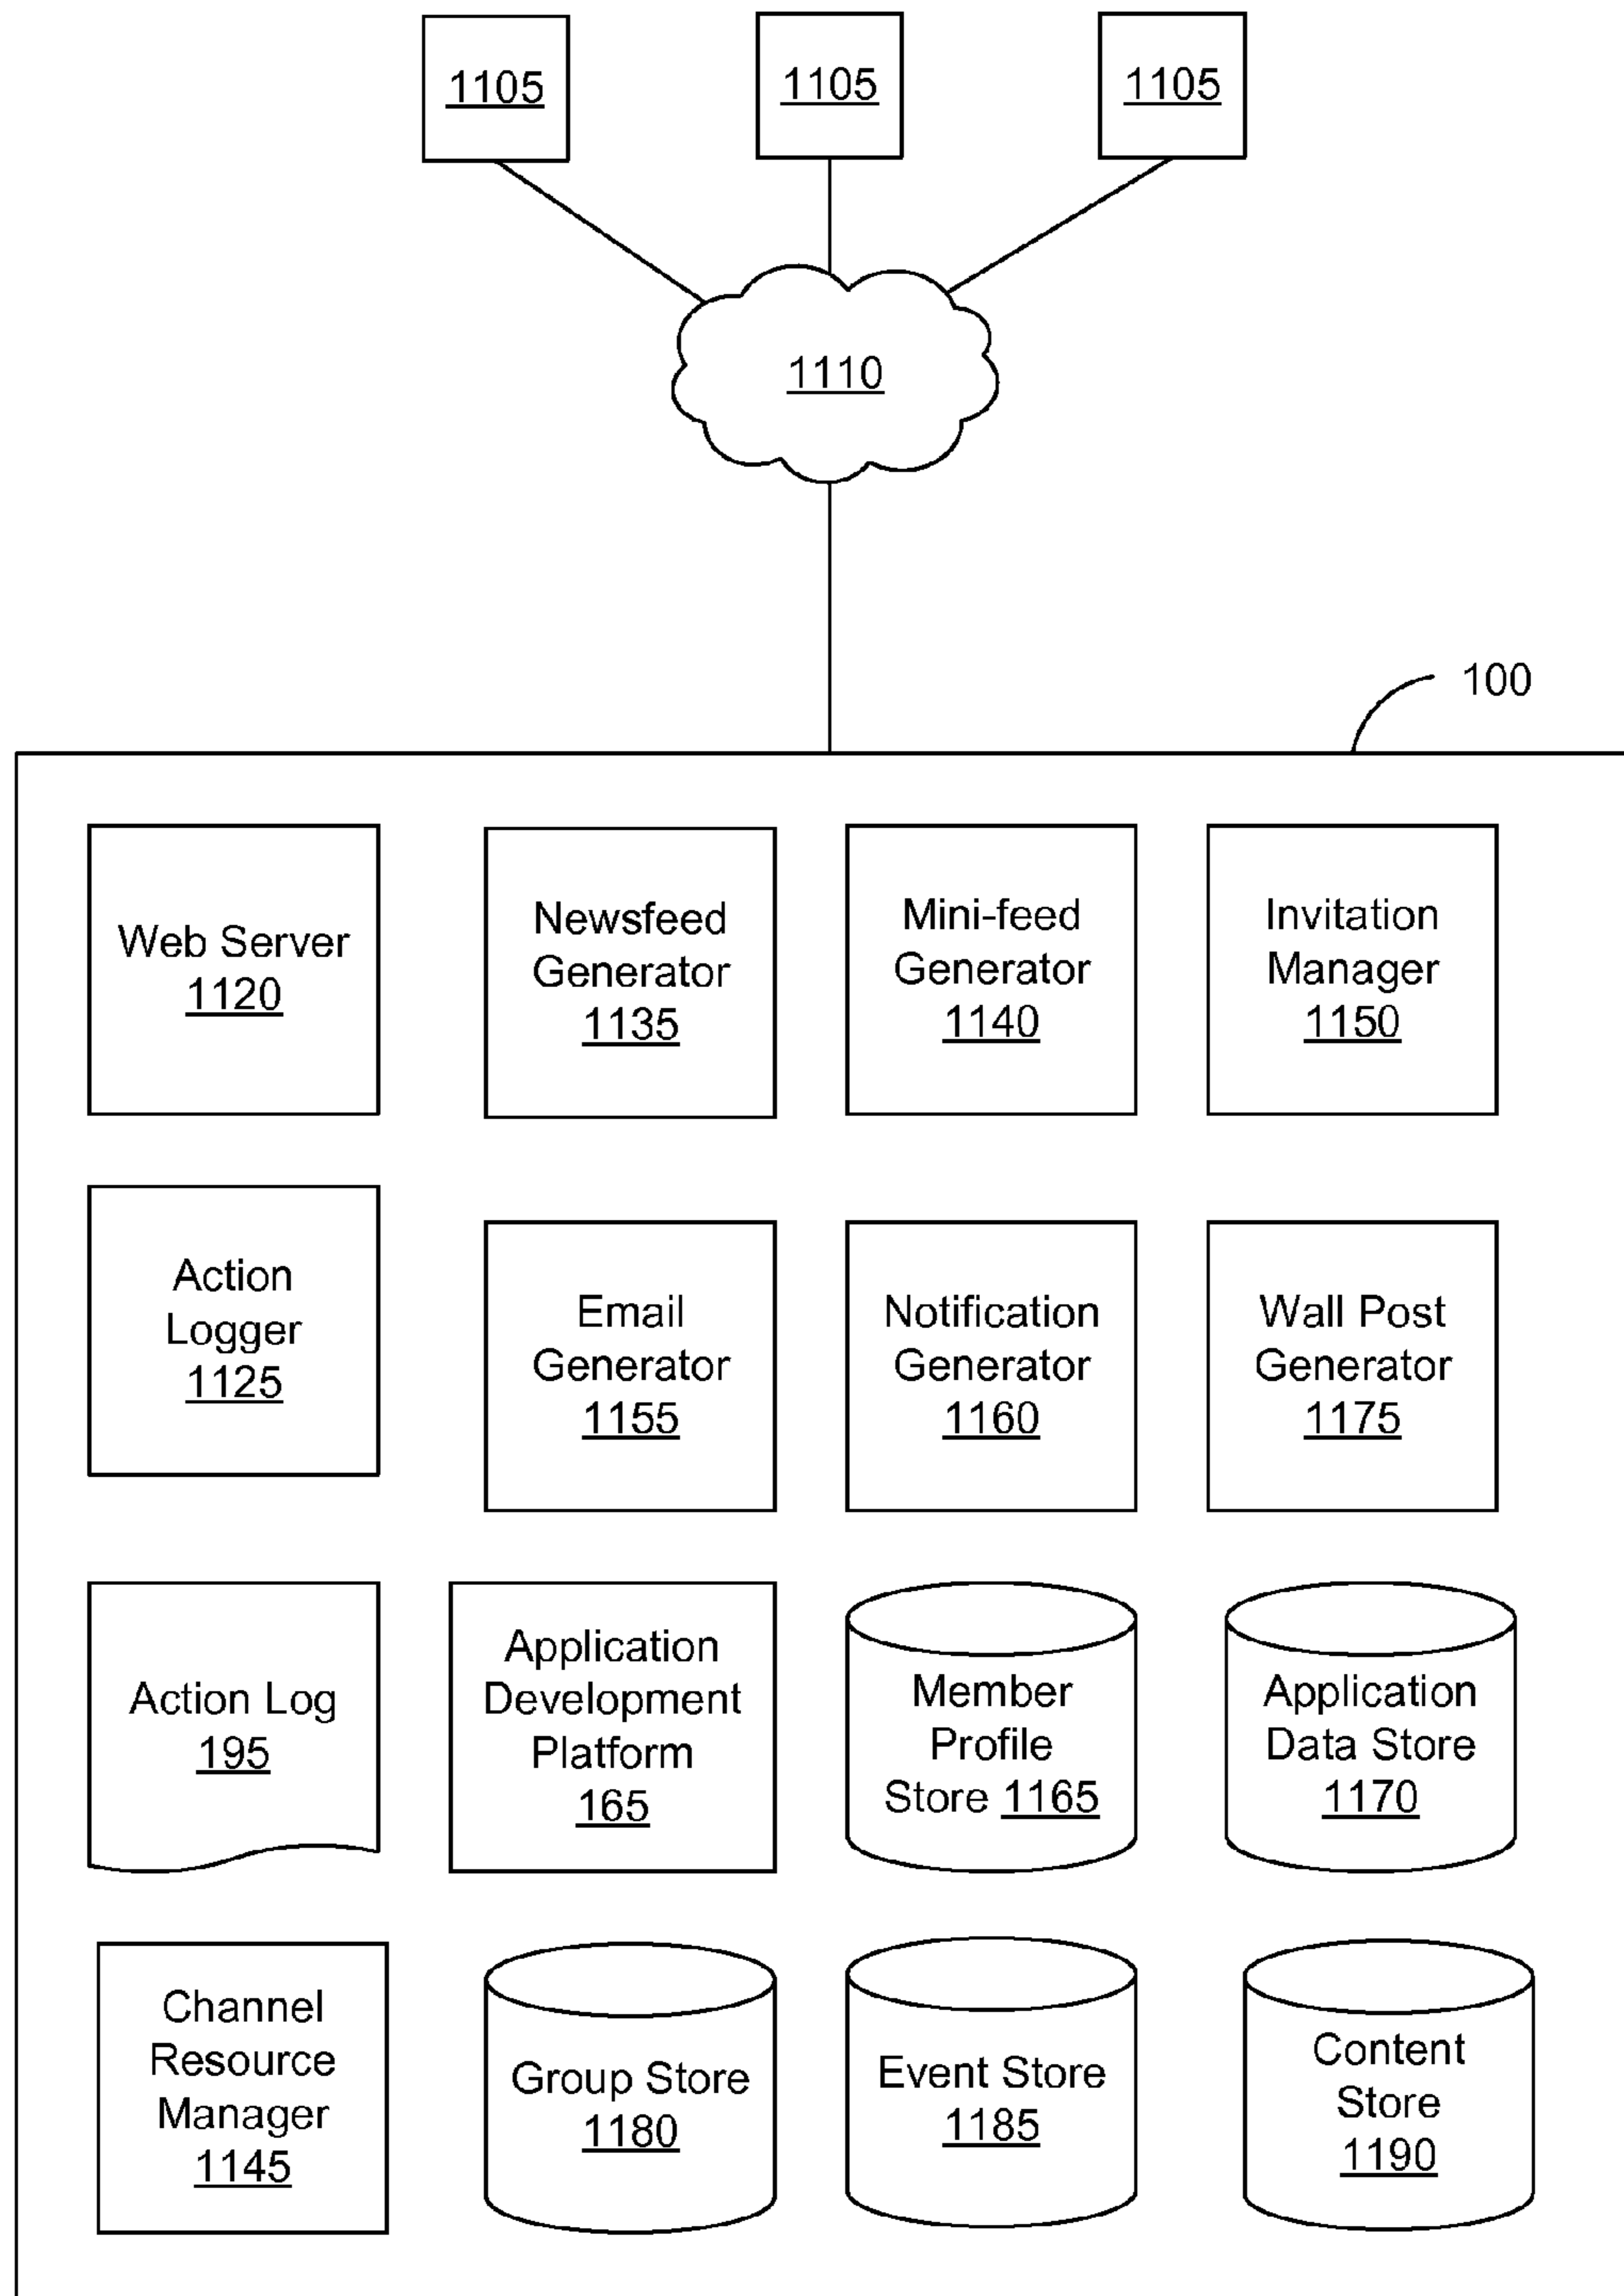 1105
1105
1105
1110
100
Web Server
1120
Newsfeed
Generator
1135
Mini-feed
Generator
1140
Invitation
Manager
1150
Action
Logger
1125
Email
Generator
1155
Notification
Generator
1160
Wall Post
Generator
1175
Action Log
195
Application
Development
Platform
165
Member
Profile
Store 1165
Application
Data Store
1170
Channel
Resource
Manager
1145
Group Store
1180
Event Store
1185
Content
Store
1190